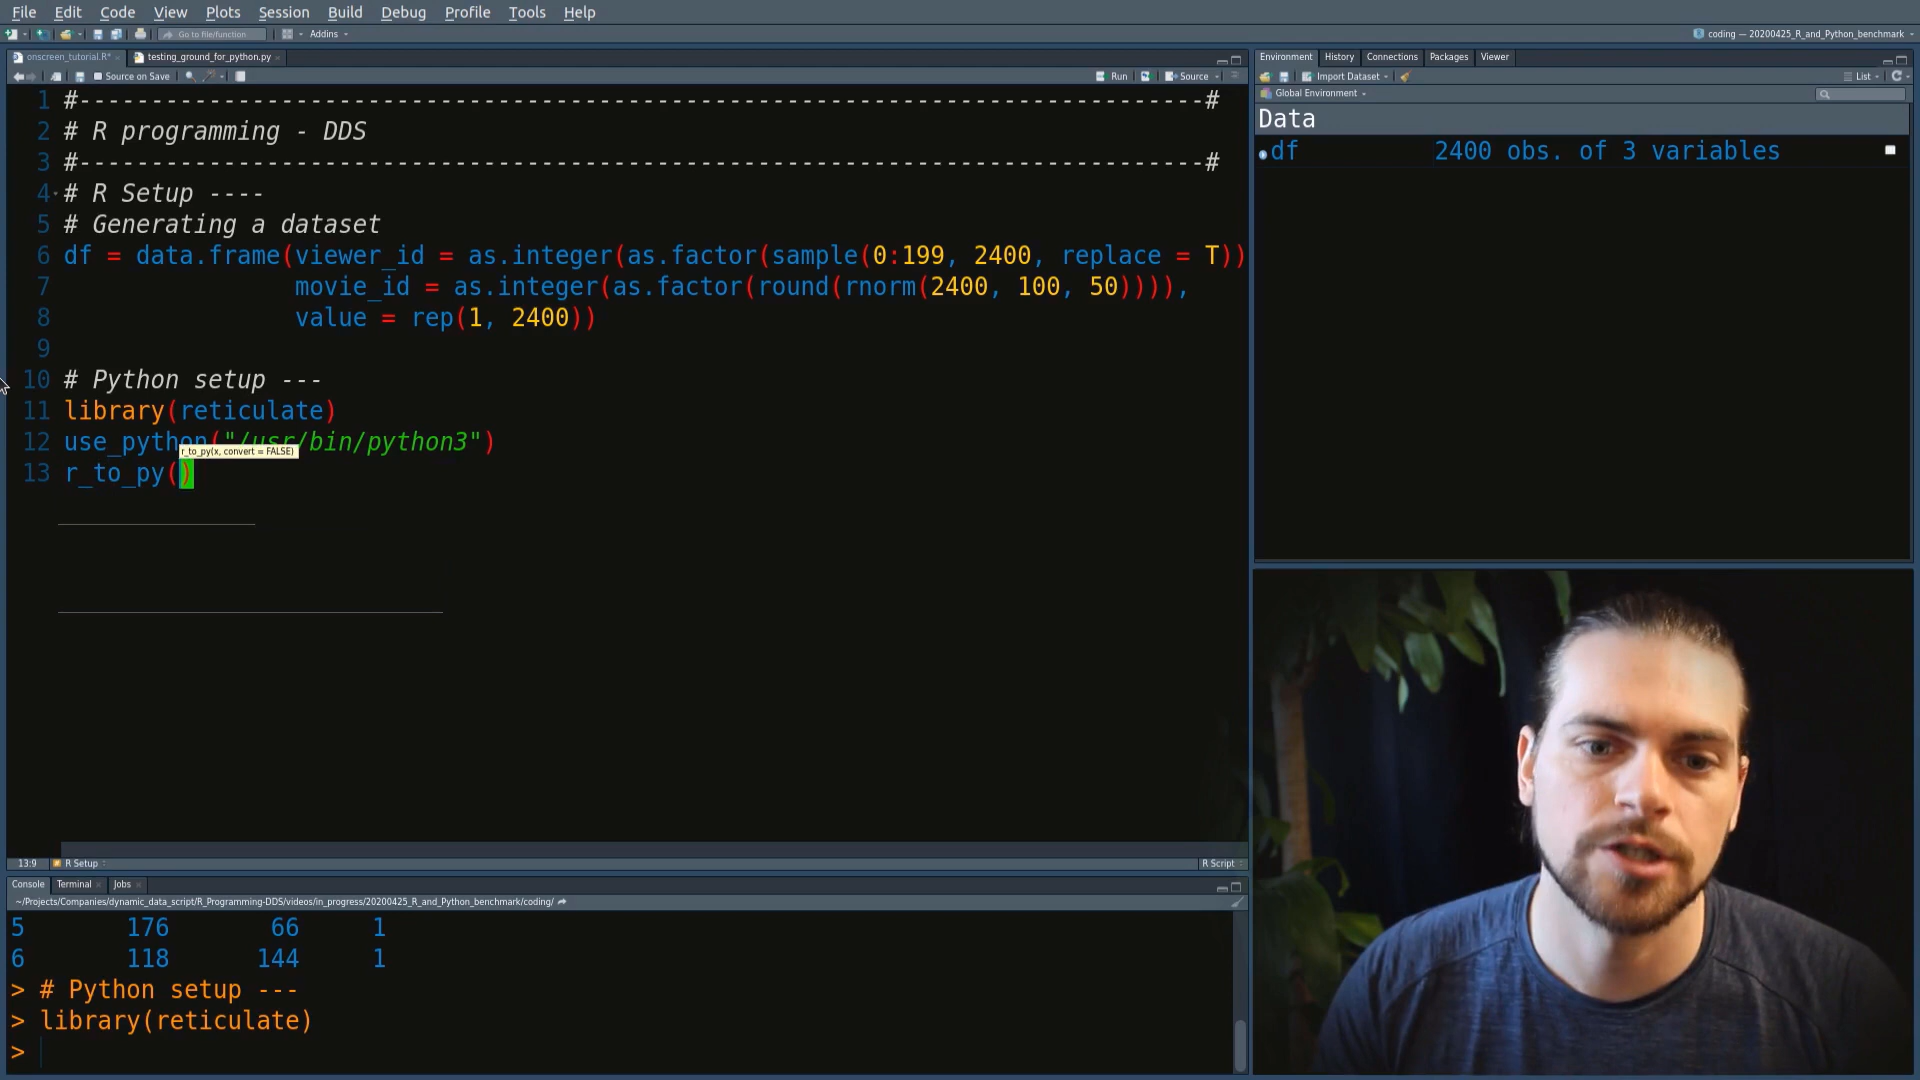 File Edit Code View Plots Session Build Debug Profile Tools Help
Go to file/function Addins coding — 20200425_R_and_Python_benchmark
onscreen_tutorial.R* testing_ground_for_python.py
Source on Save Run Source
1 #------------------------------------------------------------------------------#
2 # R programming - DDS
3 #------------------------------------------------------------------------------#
4 # R Setup ----
5 # Generating a dataset
6 df = data.frame(viewer_id = as.integer(as.factor(sample(0:199, 2400, replace = T))
7 movie_id = as.integer(as.factor(round(rnorm(2400, 100, 50)))),
8 value = rep(1, 2400))
9
10 # Python setup ---
11 library(reticulate)
12 use_python("/usr/bin/python3")
r_to_py(x, convert = FALSE)
13 r_to_py()
13:9 R Setup R Script
Console Terminal Jobs
~/Projects/Companies/dynamic_data_script/R_Programming-DDS/videos/in_progress/20200425_R_and_Python_benchmark/coding/
5 176 66 1
6 118 144 1
> # Python setup ---
> library(reticulate)
>
Environment History Connections Packages Viewer
Import Dataset List
Global Environment
Data
df 2400 obs. of 3 variables